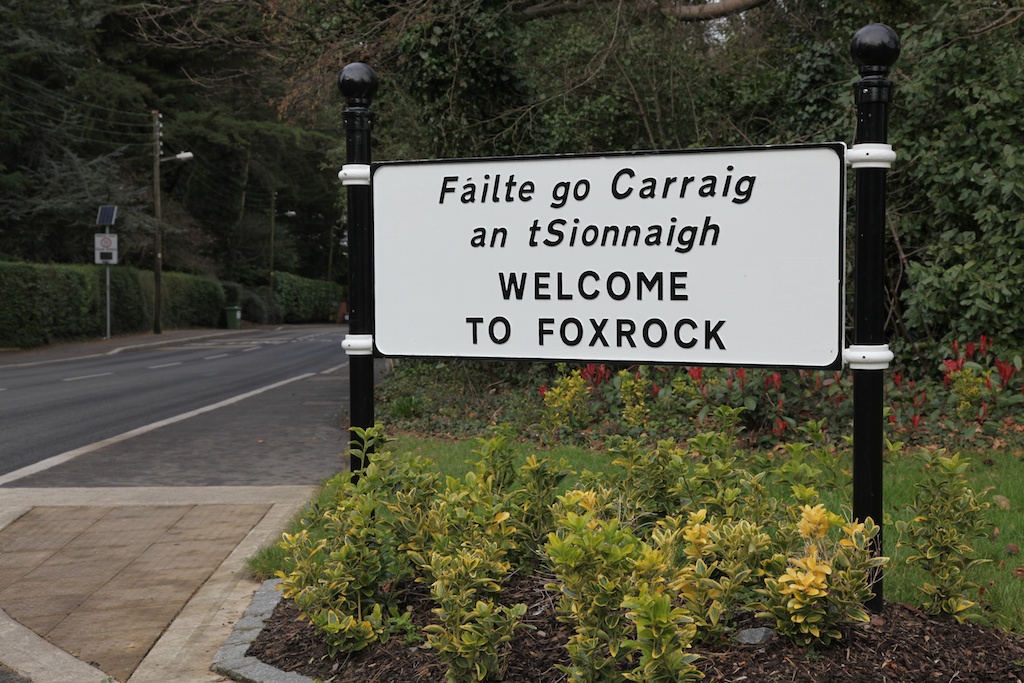 Fáilte go Carraig
an tSionnaigh
WELCOME
TO FOXROCK